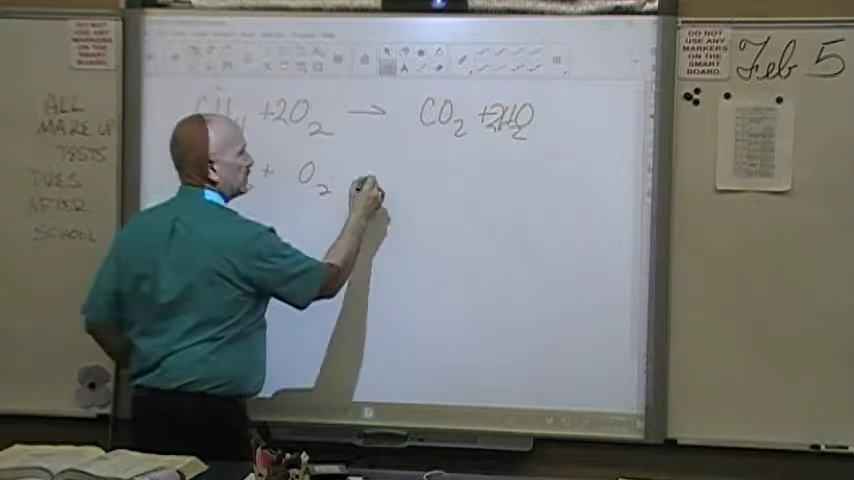 DO NOT
USE ANY
MARKERS
ON THE
SMART
BOARD
ALL
MAKE UP
TESTS
TUES
AFTER
SCHOOL
+2O₂ → CO₂ +2H₂O
+ O₂
DO NOT
USE ANY
MARKERS
ON THE
SMART
BOARD
Feb 5